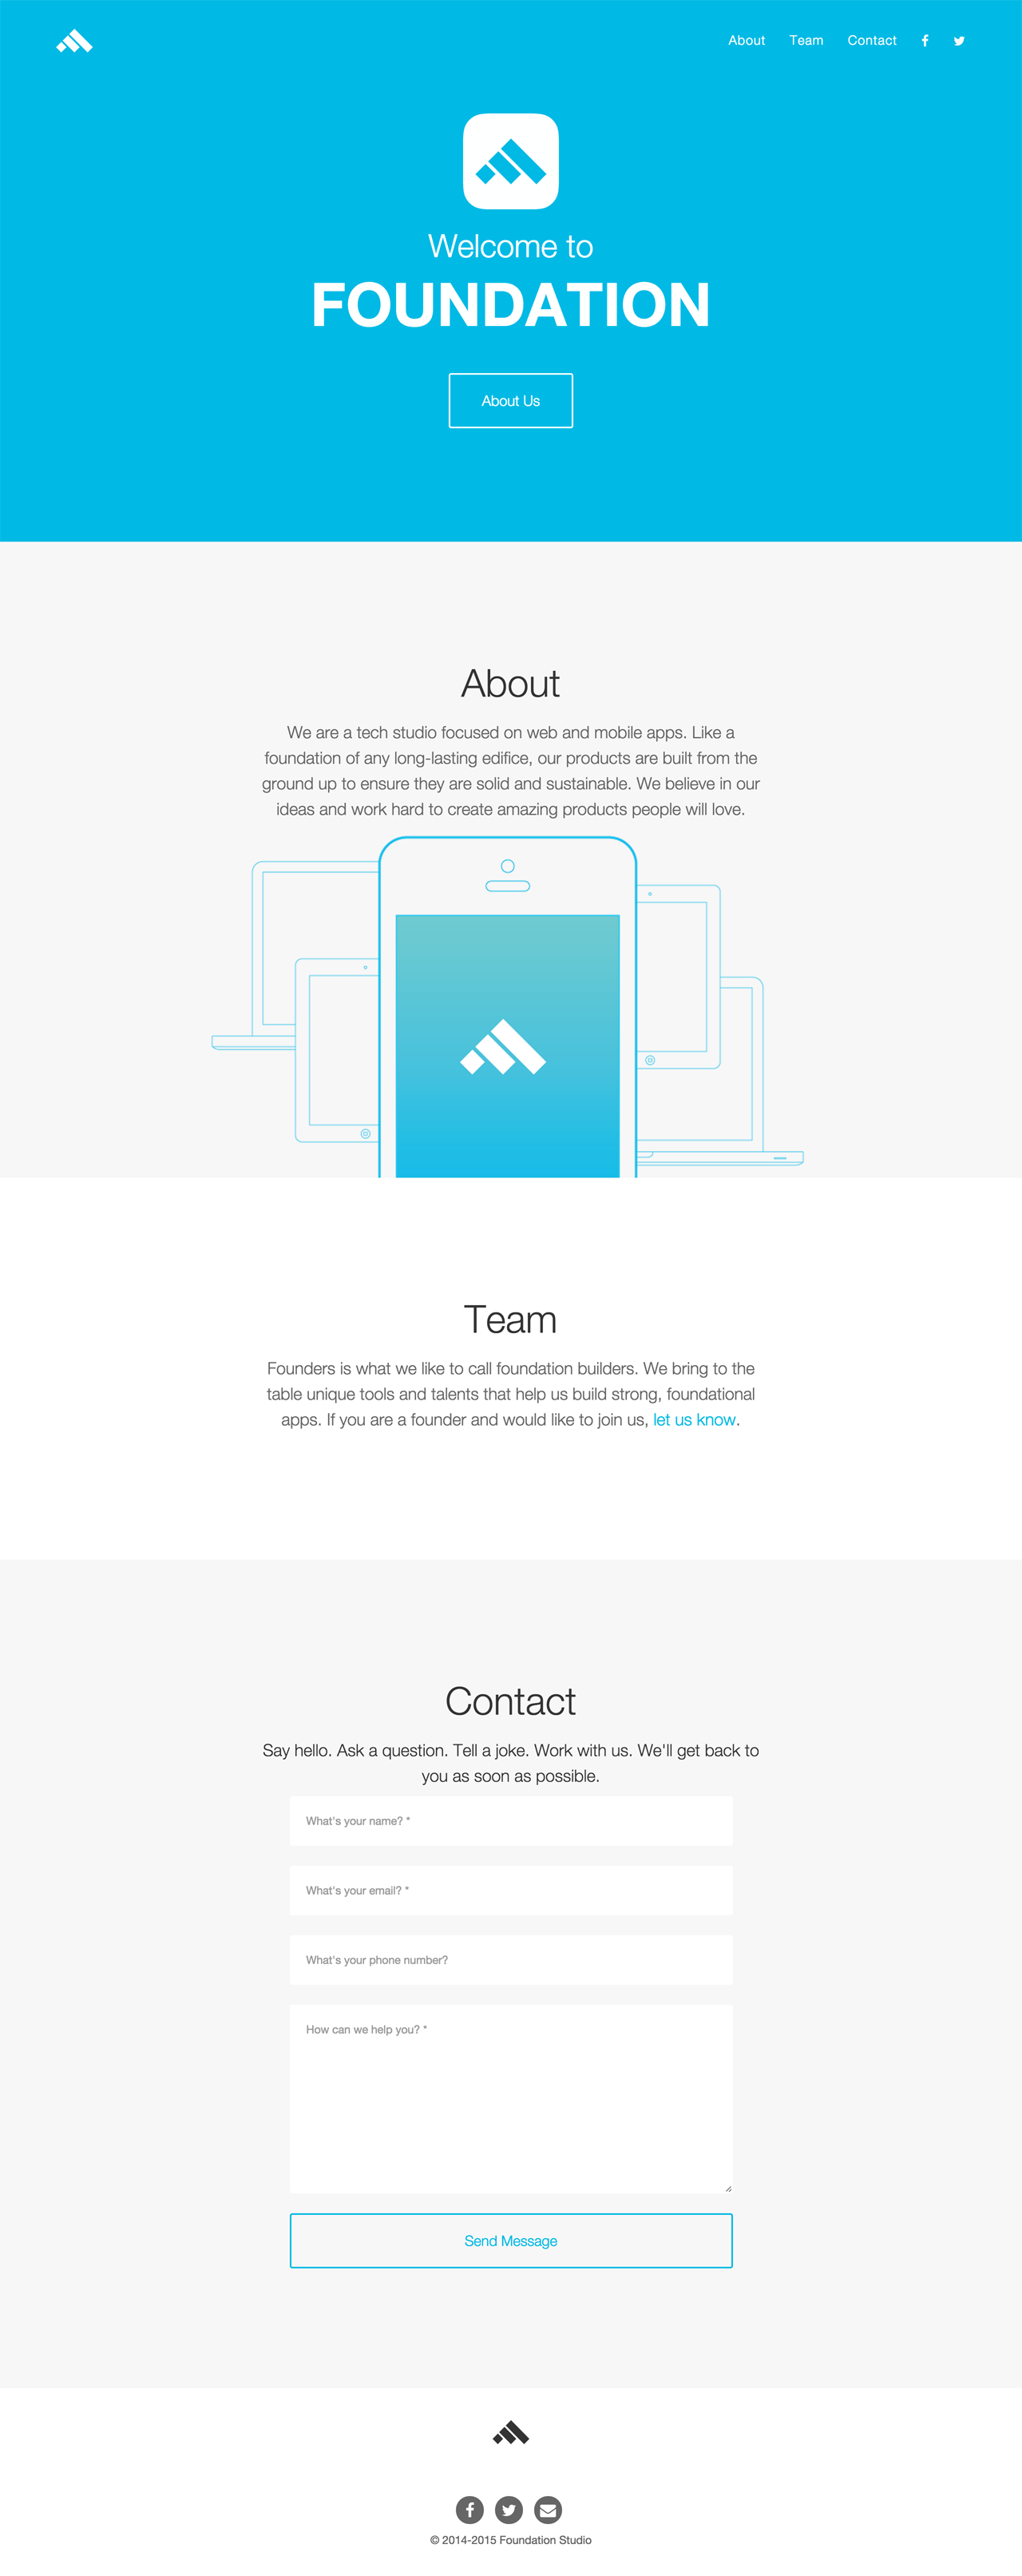 About Team Contact
Welcome to
FOUNDATION
About Us
About
We are a tech studio focused on web and mobile apps. Like a
foundation of any long-lasting edifice, our products are built from the
ground up to ensure they are solid and sustainable. We believe in our
ideas and work hard to create amazing products people will love.
Team
Founders is what we like to call foundation builders. We bring to the
table unique tools and talents that help us build strong, foundational
apps. If you are a founder and would like to join us, let us know.
Contact
Say hello. Ask a question. Tell a joke. Work with us. We'll get back to
you as soon as possible.
What's your name? *
What's your email? *
What's your phone number?
How can we help you? *
Send Message
© 2014-2015 Foundation Studio